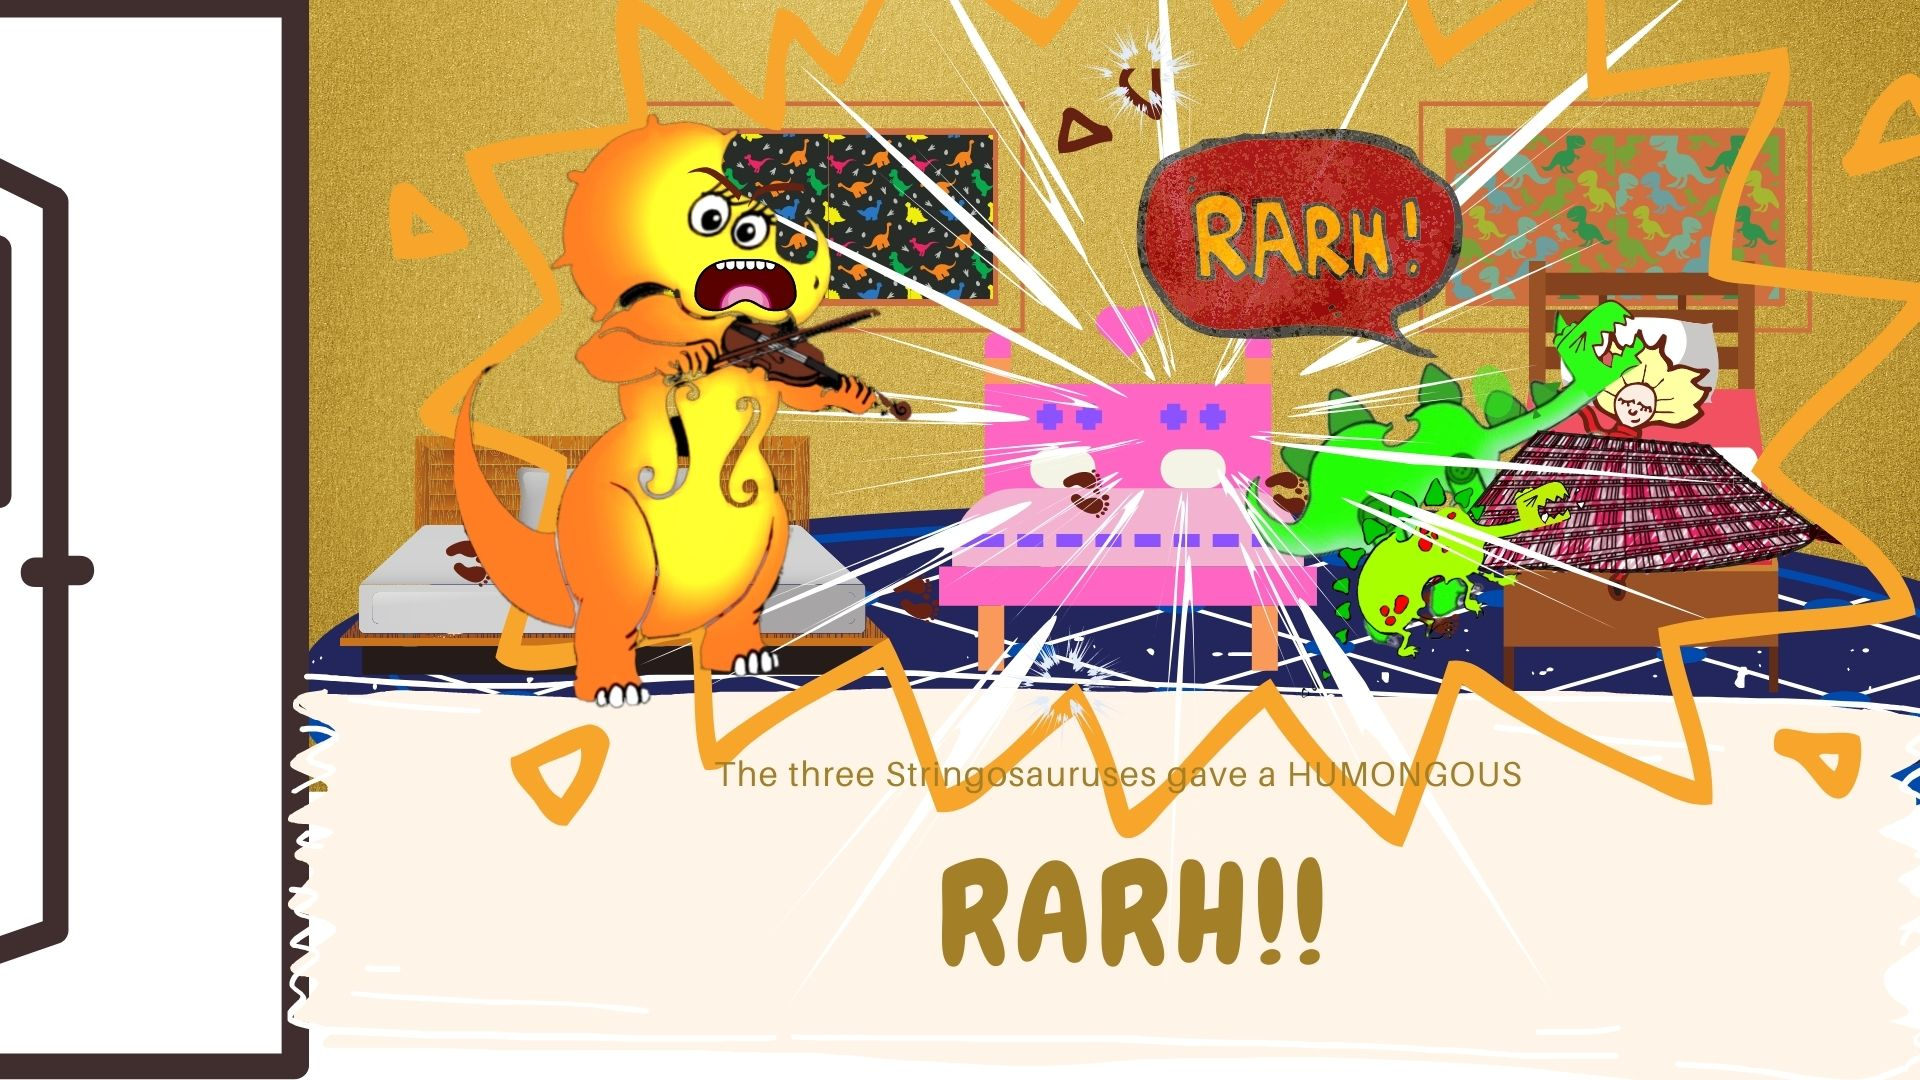 RARH!
The three Stringosauruses gave a HUMONGOUS
RARH!!